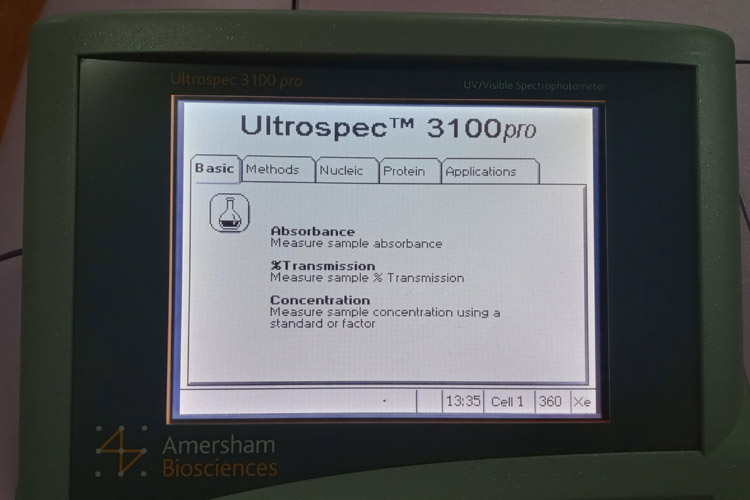 Ultrospec 3100 pro
UV/Visible Spectrophotometer
Ultrospec™ 3100pro
Basic Methods Nucleic Protein Applications
Absorbance
Measure sample absorbance
%Transmission
Measure sample % Transmission
Concentration
Measure sample concentration using a
standard or factor
13:35 Cell 1 360 Xe
Amersham
Biosciences